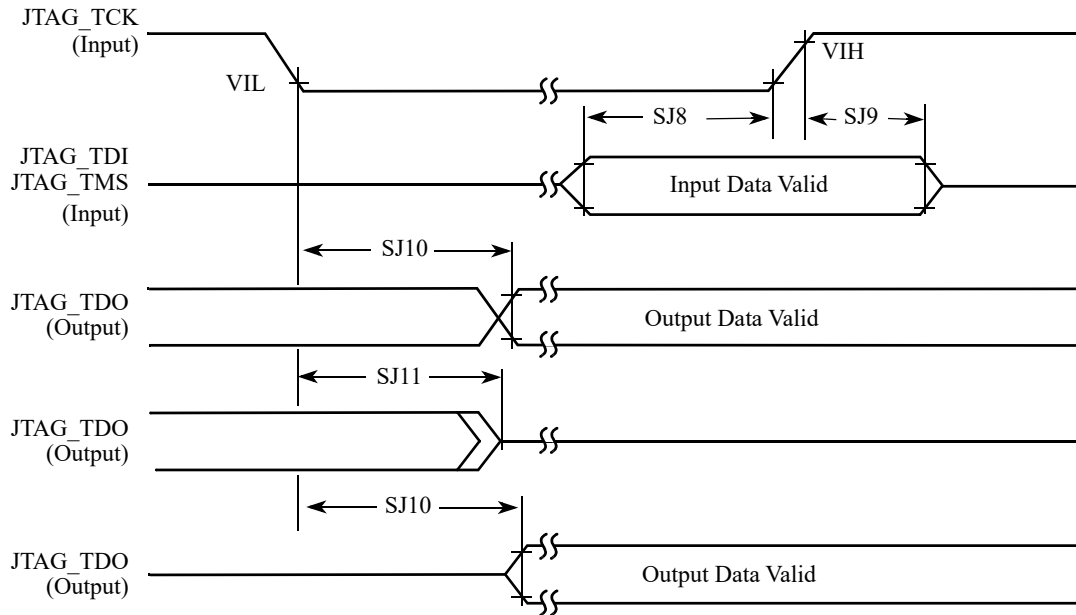 JTAG_TCK
(Input)
VIL
VIH
SJ8
SJ9
JTAG_TDI
JTAG_TMS
(Input)
Input Data Valid
SJ10
JTAG_TDO
(Output)
Output Data Valid
SJ11
JTAG_TDO
(Output)
SJ10
JTAG_TDO
(Output)
Output Data Valid